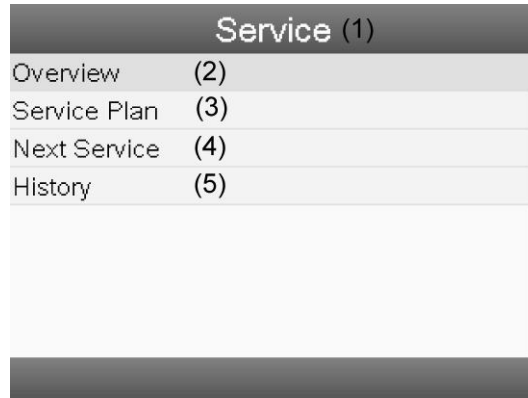 Service (1)
Overview (2)
Service Plan (3)
Next Service (4)
History (5)